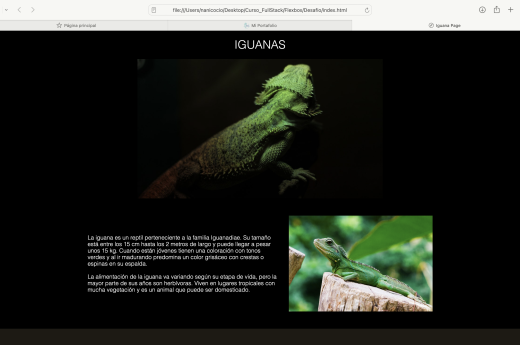 file:///Users/nanicocio/Desktop/Curso_FullStack/Flexbox/Desafio/index.html
Página principal
Mi Portafolio
Iguana Page
IGUANAS
La iguana es un reptil perteneciente a la familia Iguanadiae. Su tamaño
está entre los 15 cm hasta los 2 metros de largo y puede llegar a pesar
unos 15 kg. Cuando están jóvenes tienen una coloración con tonos
verdes y al ir madurando predomina un color grisáceo con crestas o
espinas en su espalda.
La alimentación de la iguana va variando según su etapa de vida, pero la
mayor parte de sus años son herbívoras. Viven en lugares tropicales con
mucha vegetación y es un animal que puede ser domesticado.